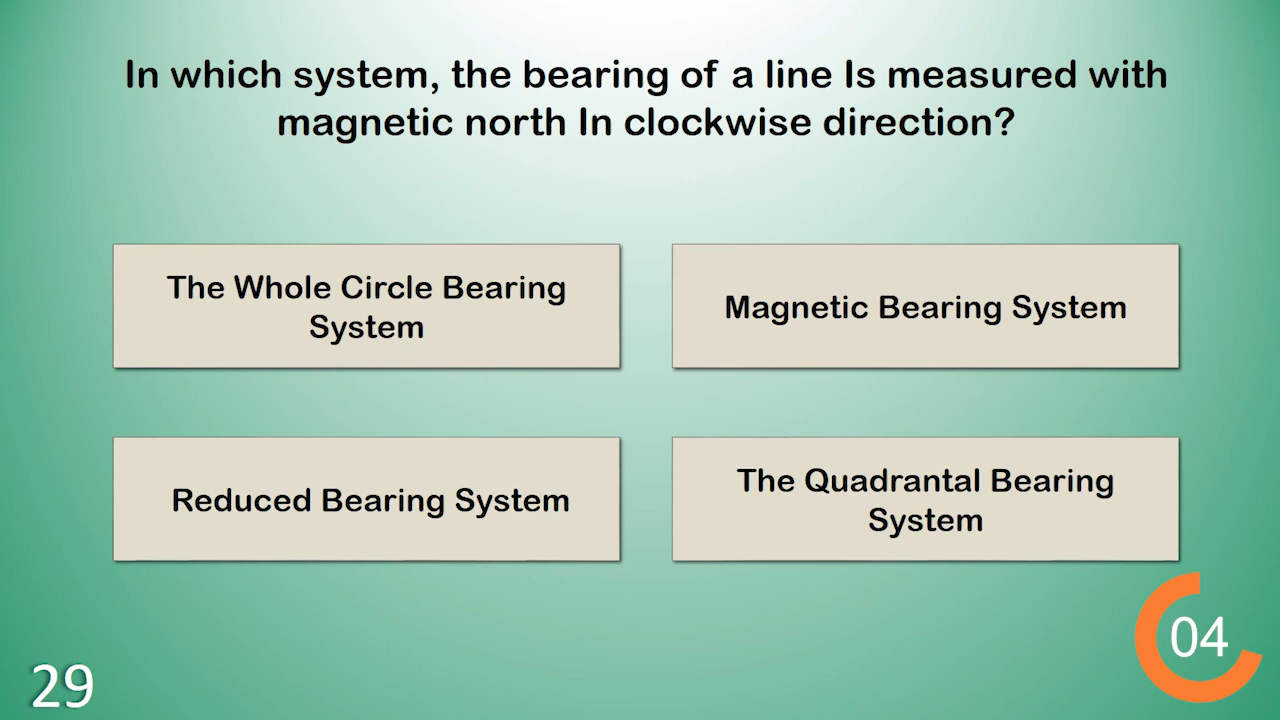 In which system, the bearing of a line Is measured with
magnetic north In clockwise direction?
The Whole Circle Bearing
System
Magnetic Bearing System
Reduced Bearing System
The Quadrantal Bearing
System
04
29